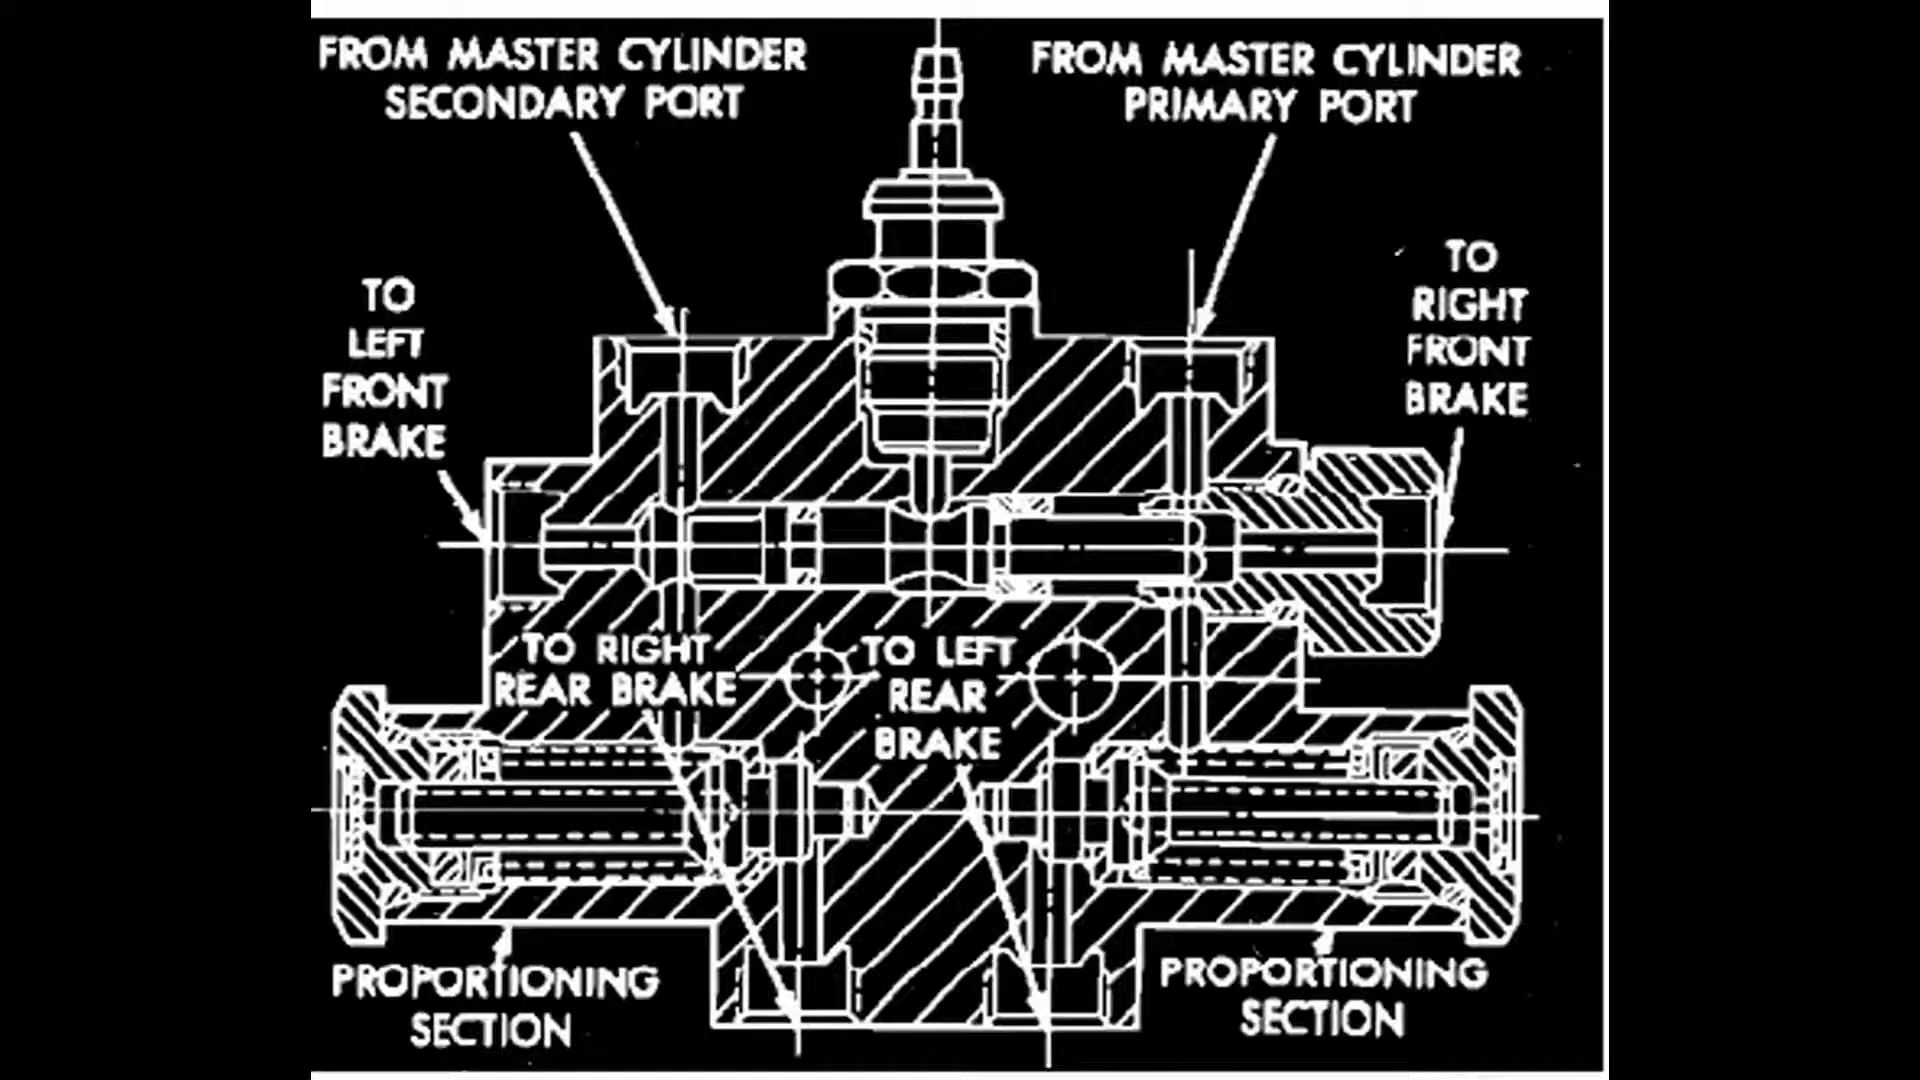 FROM MASTER CYLINDER
SECONDARY PORT
FROM MASTER CYLINDER
PRIMARY PORT
TO
LEFT
FRONT
BRAKE
TO
RIGHT
FRONT
BRAKE
TO RIGHT
REAR BRAKE
TO LEFT
REAR
BRAKE
PROPORTIONING
SECTION
PROPORTIONING
SECTION